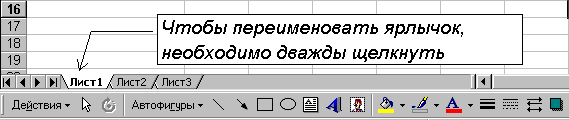 16
17
Чтобы переименовать ярлычок,
18
необходимо дважды щелкнуть
19
Лист1 Лист2 Лист3
Действия Автофигуры